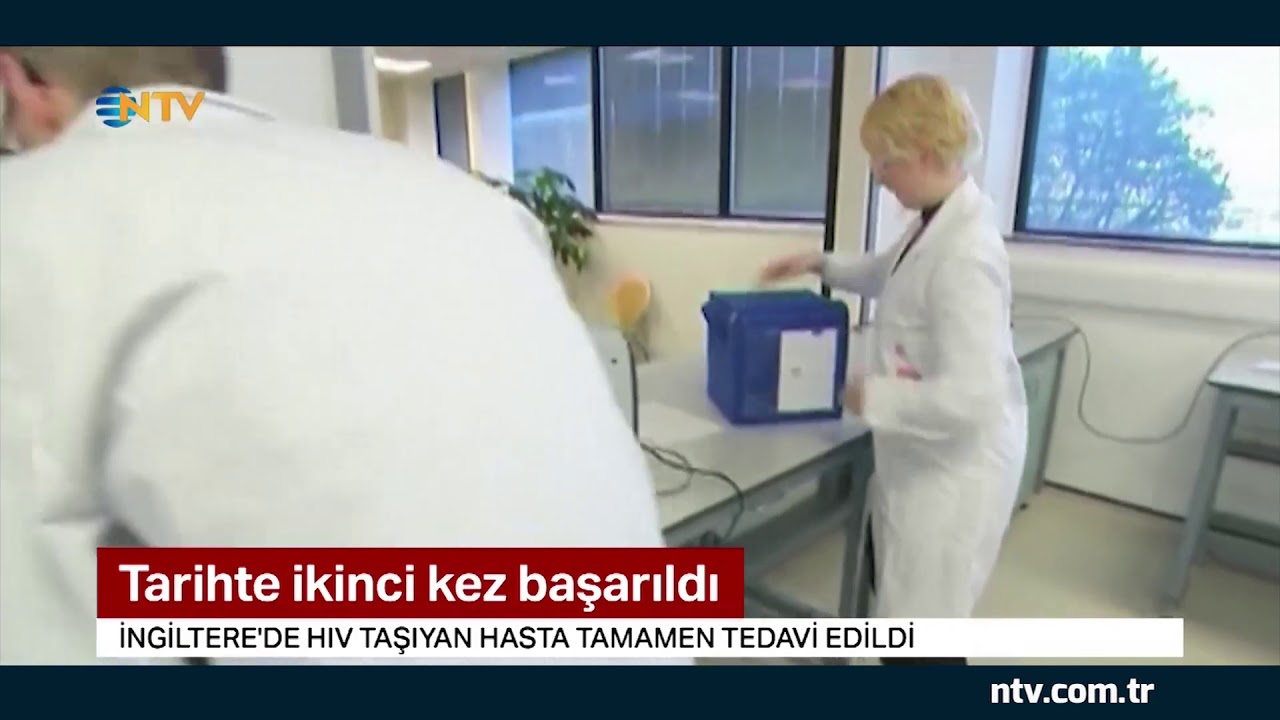 NTV
Tarihte ikinci kez başarıldı
İNGİLTERE'DE HIV TAŞIYAN HASTA TAMAMEN TEDAVİ EDİLDİ
ntv.com.tr